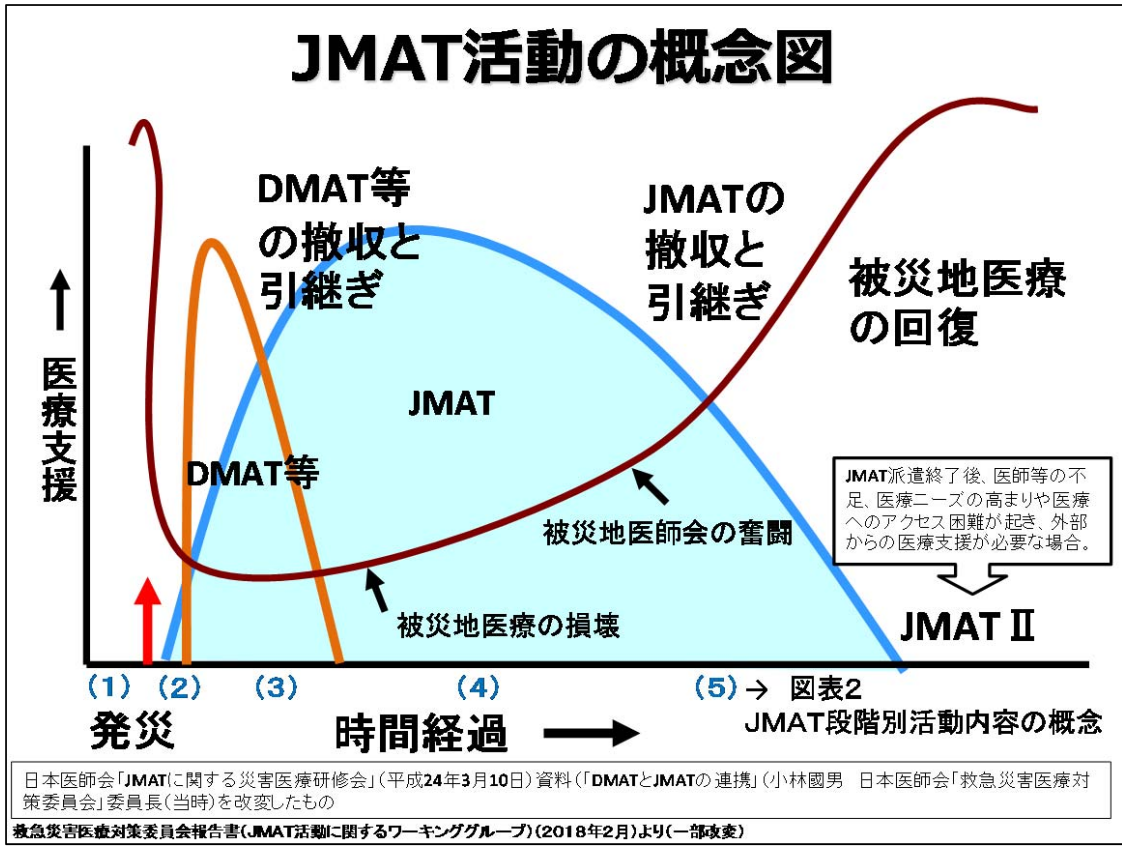 JMAT活動の概念図
DMAT等
の撤収と
引継ぎ
JMATの
撤収と
引継ぎ
被災地医療
の回復
↑医療支援
JMAT
DMAT等
被災地医師会の奮闘
被災地医療の損壊
JMAT派遣終了後、医師等の不
足、医療ニーズの高まりや医療
へのアクセス困難が起き、外部
からの医療支援が必要な場合。
JMAT Ⅱ
(1) (2) (3) (4) (5)→ 図表2
発災 時間経過 → JMAT段階別活動内容の概念
日本医師会「JMATに関する災害医療研修会」(平成24年3月10日)資料(「DMATとJMATの連携」(小林國男 日本医師会「救急災害医療対
策委員会」委員長(当時)を改変したもの
救急災害医療対策委員会報告書(JMAT活動に関するワーキンググループ)(2018年2月)より(一部改変)